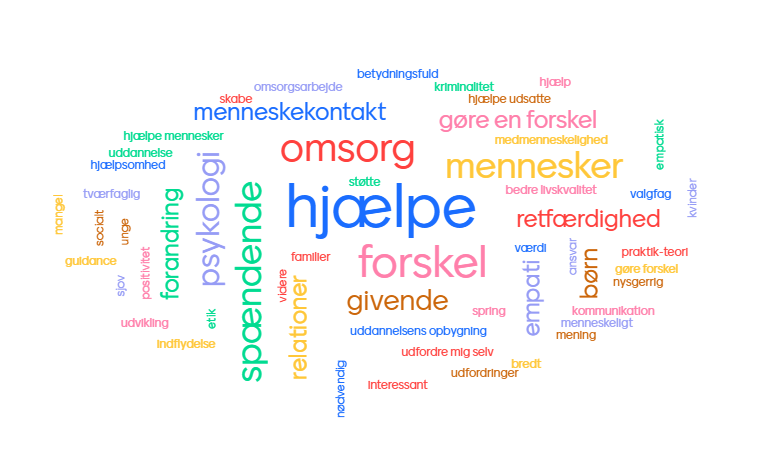 betydningsfuld
omsorgsarbejde
kriminalitet
hjælp
skabe
hjælpe udsatte
menneskekontakt
gøre en forskel
hjælpe mennesker
medmenneskelighed
empatisk
uddannelse
omsorg
mennesker
hjælpsomhed
psykologi
støtte
tværfaglig
bedre livskvalitet
valgfag
kvinder
mangel
socialt
unge
forandring
spændende
hjælpe
retfærdighed
guidance
sjov
positivitet
familier
forskel
værdi
ansvar
praktik-teori
børn
gøre forskel
nysgerrig
videre
relationer
givende
empati
spring
kommunikation
udvikling
etik
menneskeligt
uddannelsens opbygning
mening
indflydelse
udfordre mig selv
bredt
udfordringer
nødvendig
interessant